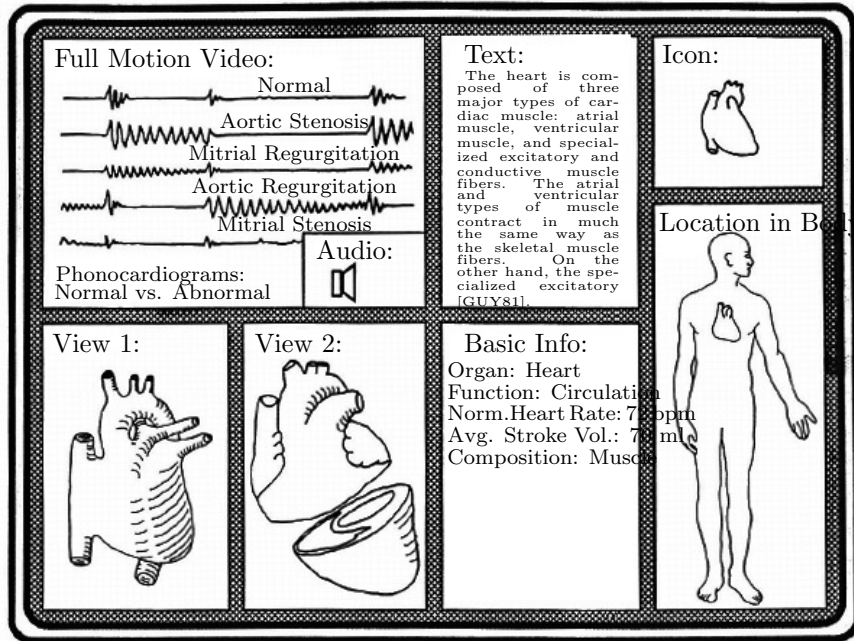 Full Motion Video:
Normal
Aortic Stenosis
Mitrial Regurgitation
Aortic Regurgitation
Mitrial Stenosis
Phonocardiograms:
Normal vs. Abnormal
Audio:
Text:
The heart is com-
posed of three
major types of car-
diac muscle: atrial
muscle, ventricular
muscle, and special-
ized excitatory and
conductive muscle
fibers. The atrial
and ventricular
types of muscle
contract in much
the same way as
the skeletal muscle
fibers. On the
other hand, the spe-
cialized excitatory
[GUY81].
Icon:
Location in Body
View 1:
View 2:
Basic Info:
Organ: Heart
Function: Circulation
Norm.Heart Rate: bpm
Avg. Stroke Vol.: ml
Composition: Muscle